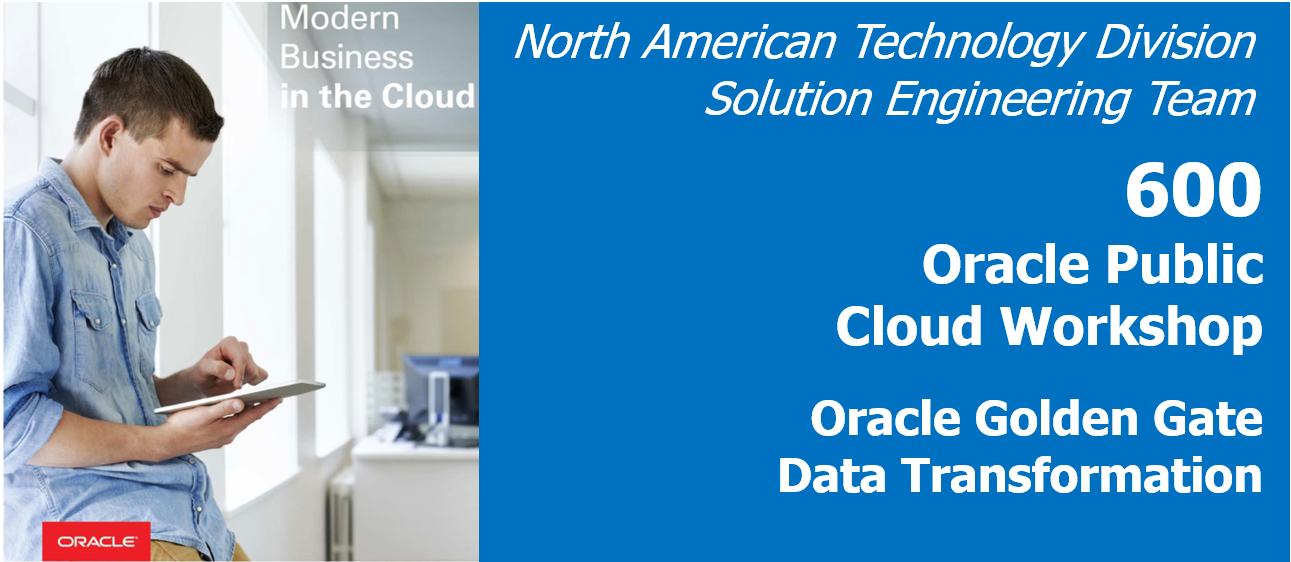 Modern
Business
in the Cloud
ORACLE
North American Technology Division
Solution Engineering Team
600
Oracle Public
Cloud Workshop
Oracle Golden Gate
Data Transformation